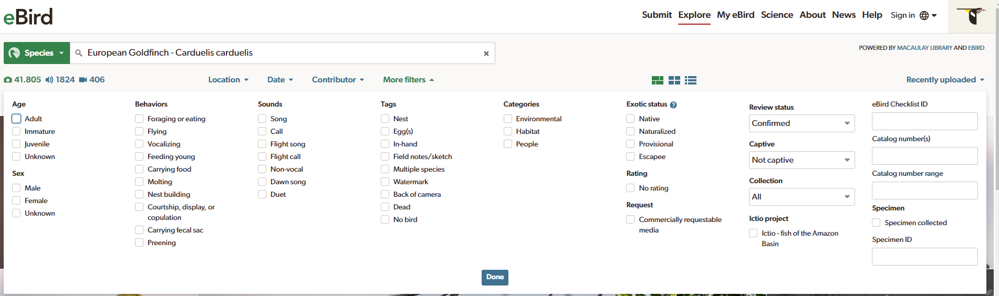 eBird
Submit Explore My eBird Science About News Help Sign in
Species European Goldfinch - Carduelis carduelis
POWERED BY MACAULAY LIBRARY AND EBIRD
41.805 1824 406 Location Date Contributor More filters Recently uploaded
Age
Adult
Immature
Juvenile
Unknown
Sex
Male
Female
Unknown
Behaviors
Foraging or eating
Flying
Vocalizing
Feeding young
Carrying food
Molting
Nest building
Courtship, display, or
copulation
Carrying fecal sac
Preening
Sounds
Song
Call
Flight song
Flight call
Non-vocal
Dawn song
Duet
Tags
Nest
Egg(s)
In-hand
Field notes/sketch
Multiple species
Watermark
Back of camera
Dead
No bird
Categories
Environmental
Habitat
People
Exotic status ?
Native
Naturalized
Provisional
Escapee
Rating
No rating
Request
Commercially requestable
media
Review status
Confirmed
Captive
Not captive
Collection
All
Ictio project
Ictio - fish of the Amazon
Basin
eBird Checklist ID
Catalog number(s)
Catalog number range
Specimen
Specimen collected
Specimen ID
Done